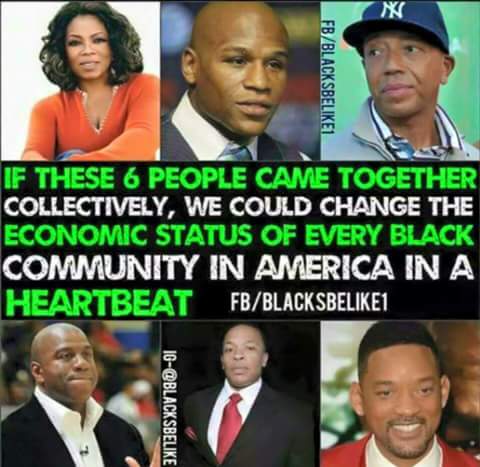 FB/BLACKSBELIKE1
IF THESE 6 PEOPLE CAME TOGETHER
COLLECTIVELY, WE COULD CHANGE THE
ECONOMIC STATUS OF EVERY BLACK
COMMUNITY IN AMERICA IN A
HEARTBEAT FB/BLACKSBELIKE1
IG-@BLACKSBELIKE